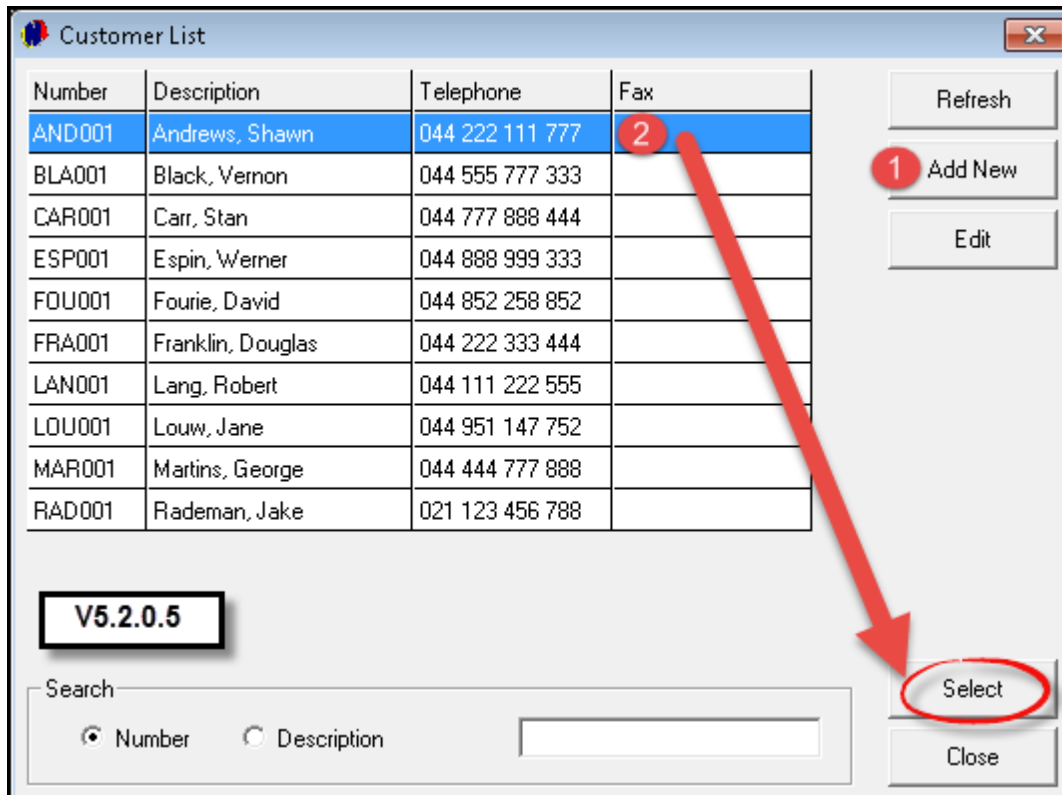 Customer List
Number Description Telephone Fax
AND001 Andrews, Shawn 044 222 111 777 2
BLA001 Black, Vernon 044 555 777 333
CAR001 Carr, Stan 044 777 888 444
ESP001 Espin, Werner 044 888 999 333
FOU001 Fourie, David 044 852 258 852
FRA001 Franklin, Douglas 044 222 333 444
LAN001 Lang, Robert 044 111 222 555
LOU001 Louw, Jane 044 951 147 752
MAR001 Martins, George 044 444 777 888
RAD001 Rademan, Jake 021 123 456 788
Refresh
1 Add New
Edit
V5.2.0.5
Search
Number Description
Select
Close